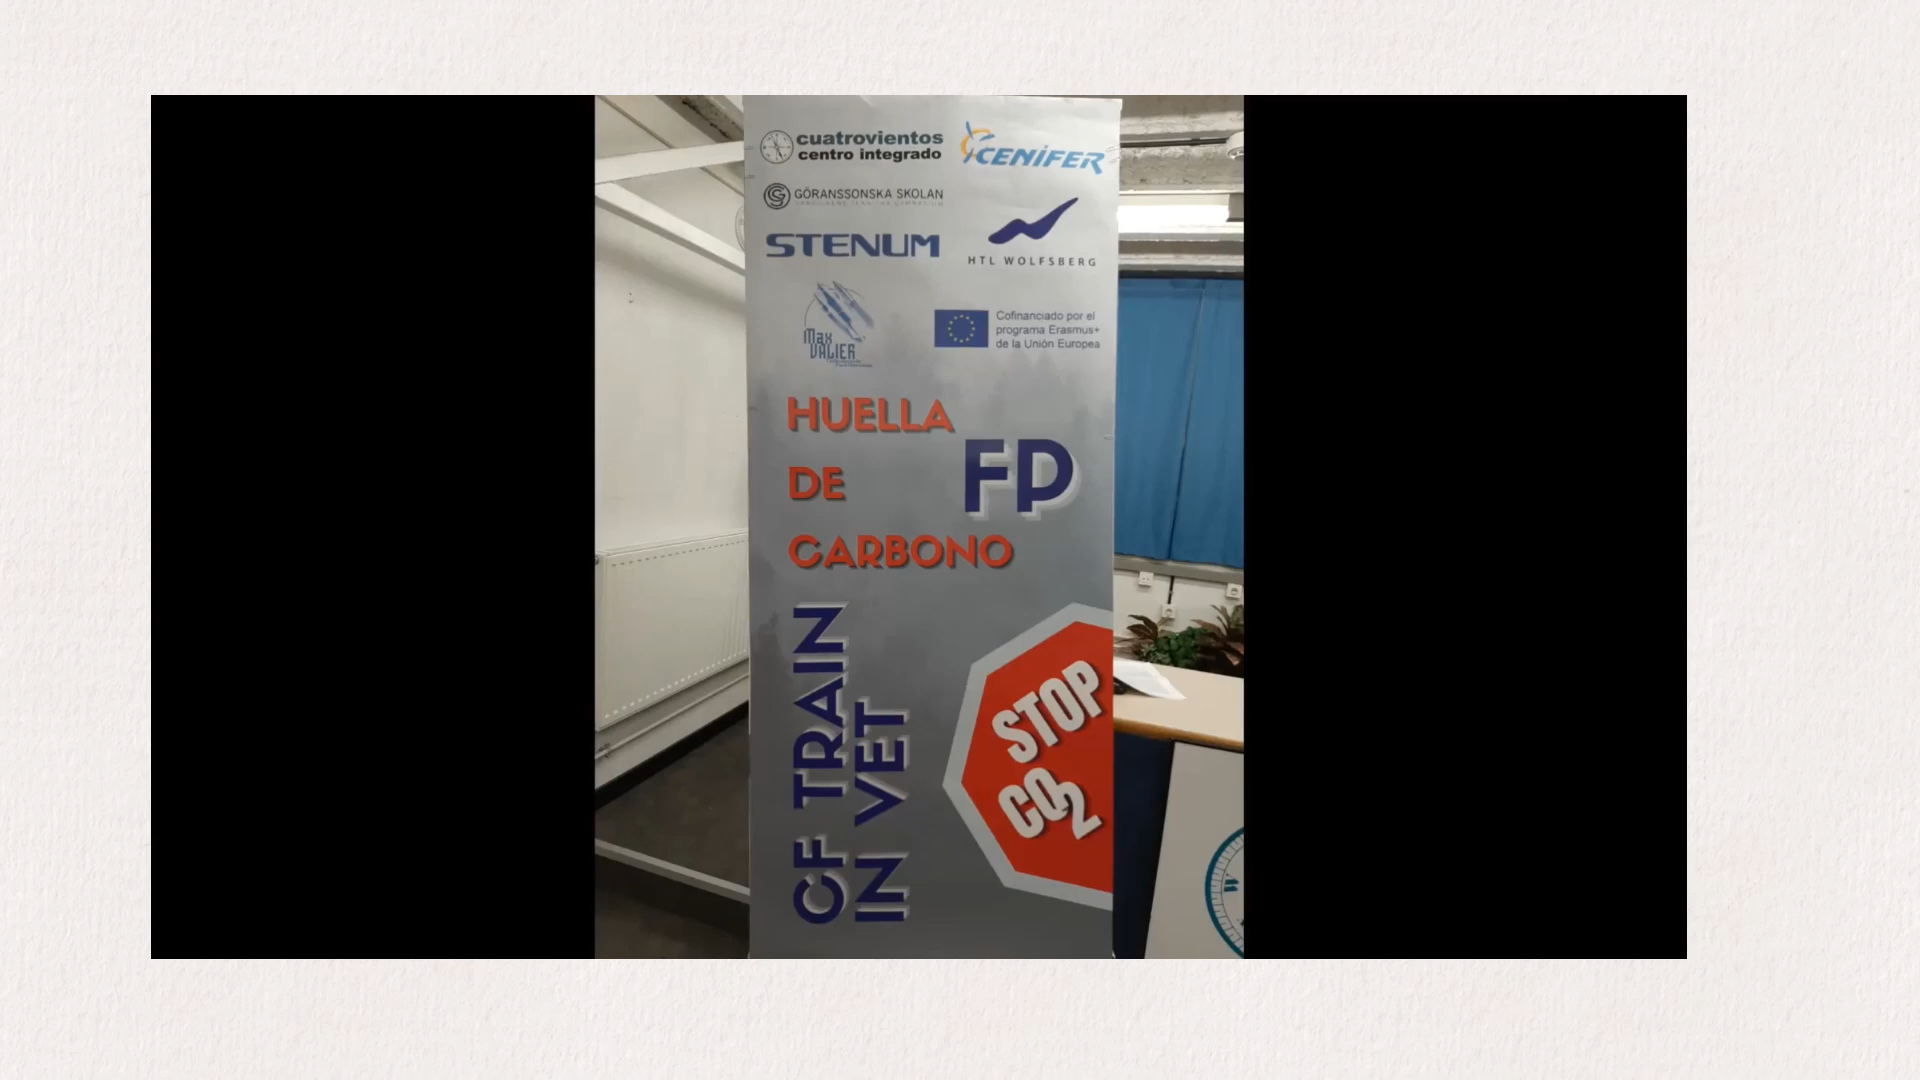 cuatrovientos
centro integrado
CENIFER
GÖRANSSONSKA SKOLAN
STENUM
HTL WOLFSBERG
Max
VALIER
Cofinanciado por el
programa Erasmus+
de la Unión Europea
HUELLA
DE
CARBONO
FP
CF TRAIN
IN VET
STOP
CO2
W